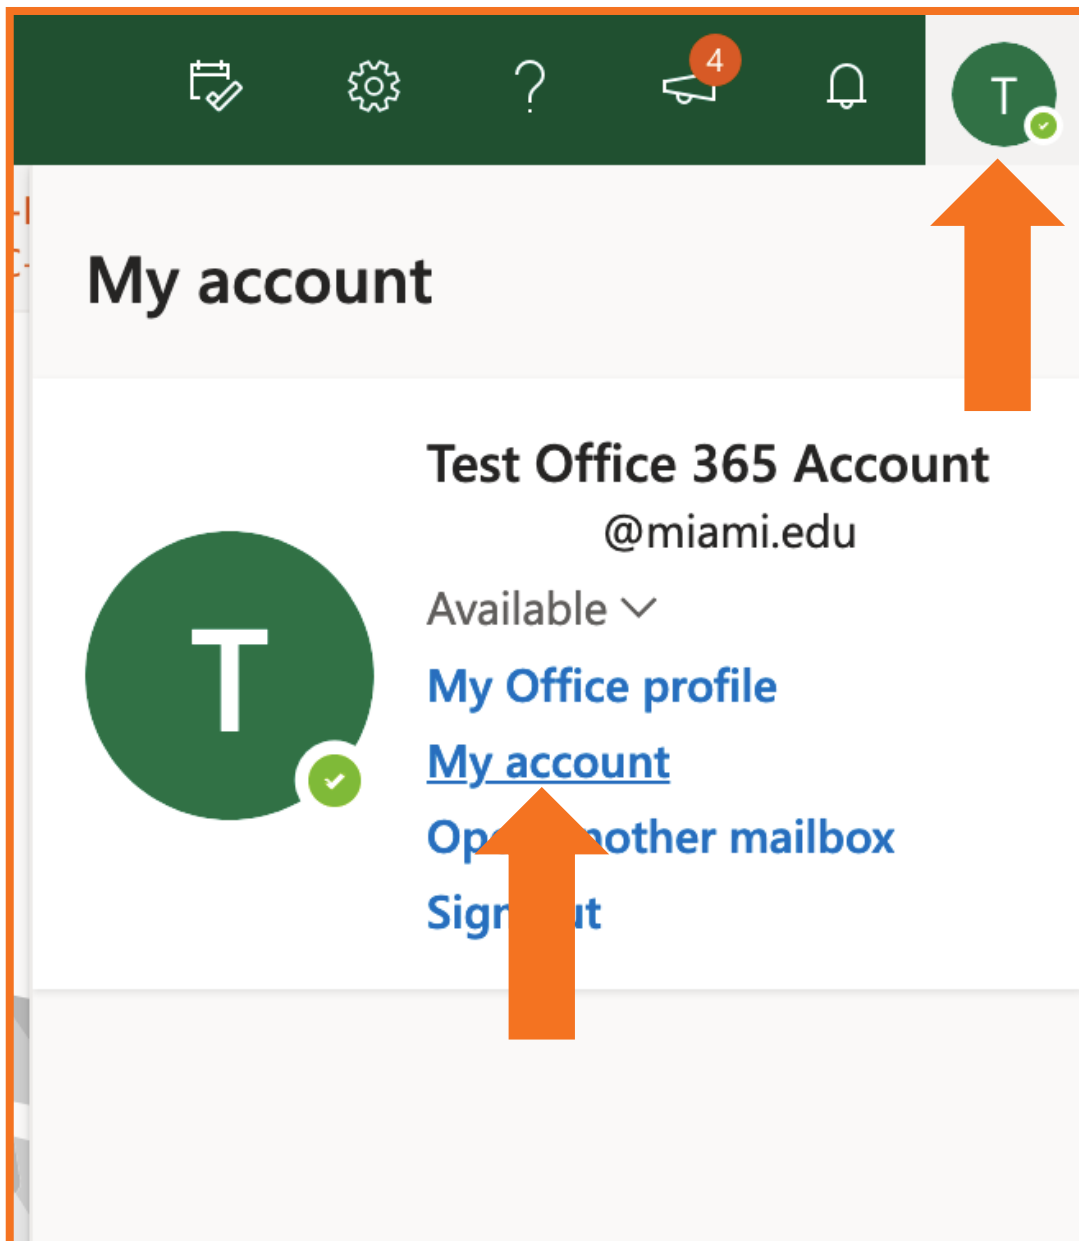 4
T
My account
Test Office 365 Account
@miami.edu
Available
T
My Office profile
My account
other mailbox
Sign